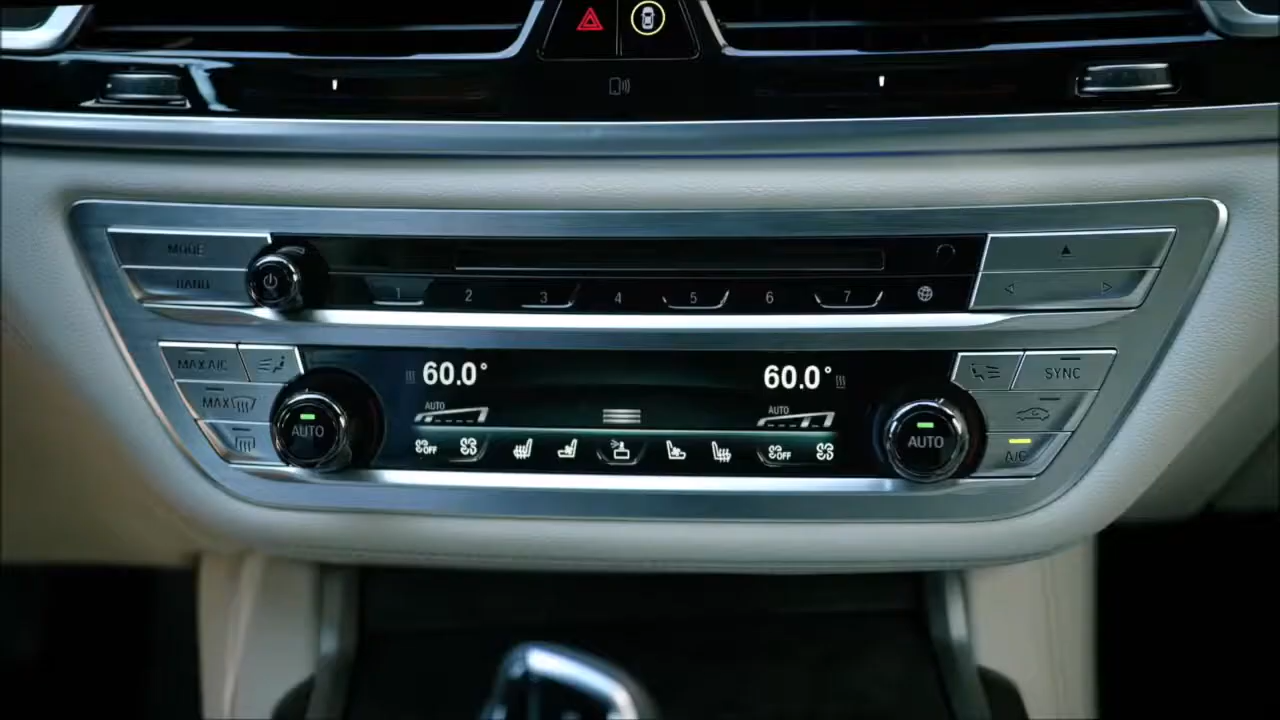 MODE
BAND
1 2 3 4 5 6 7
MAX A/C
60.0°
60.0°
SYNC
MAX
AUTO
AUTO
AUTO
AUTO
OFF
OFF
A/C